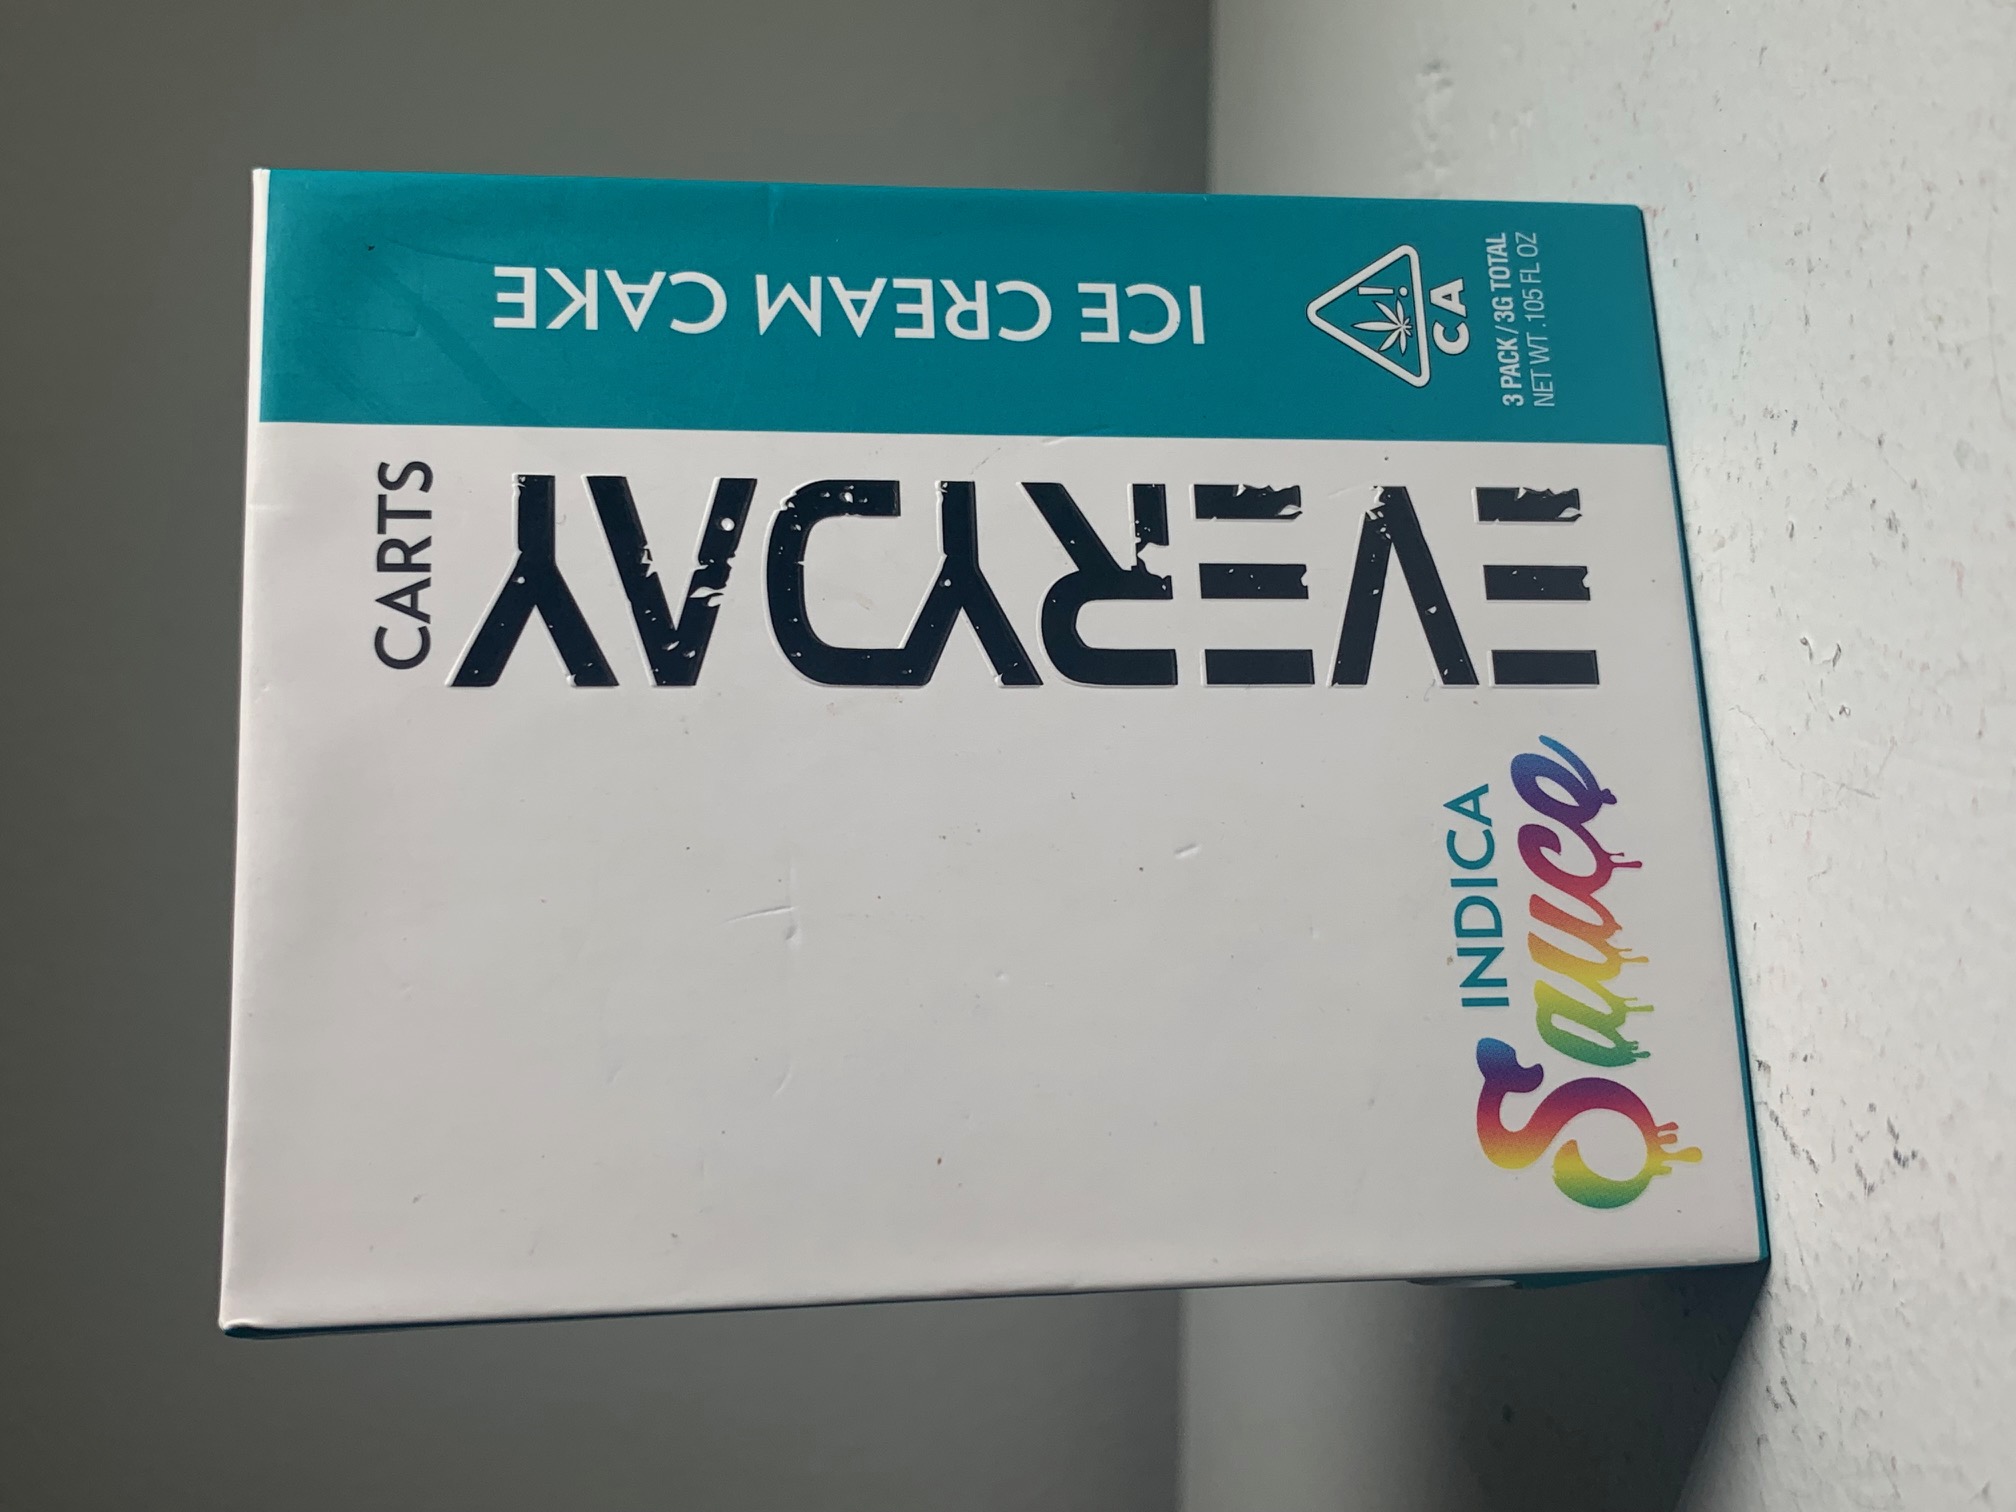 CARTS
EVERYDAY
ICE CREAM CAKE
INDICA
Sauce
CA
3 PACK / 3G TOTAL
NET WT .105 FL OZ